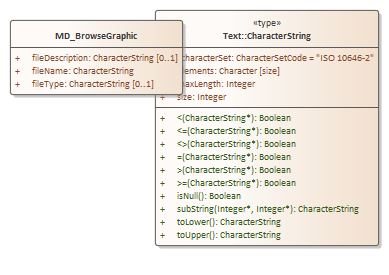 MD_BrowseGraphic
+ fileDescription: CharacterString [0..1]
+ fileName: CharacterString
+ fileType: CharacterString [0..1]
«type»
Text::CharacterString
characterSet: CharacterSetCode = "ISO 10646-2"
elements: Character [size]
maxLength: Integer
+ size: Integer
+ <(CharacterString*): Boolean
+ <=(CharacterString*): Boolean
+ <>(CharacterString*): Boolean
+ =(CharacterString*): Boolean
+ >(CharacterString*): Boolean
+ >=(CharacterString*): Boolean
+ isNull(): Boolean
+ subString(Integer*, Integer*): CharacterString
+ toLower(): CharacterString
+ toUpper(): CharacterString